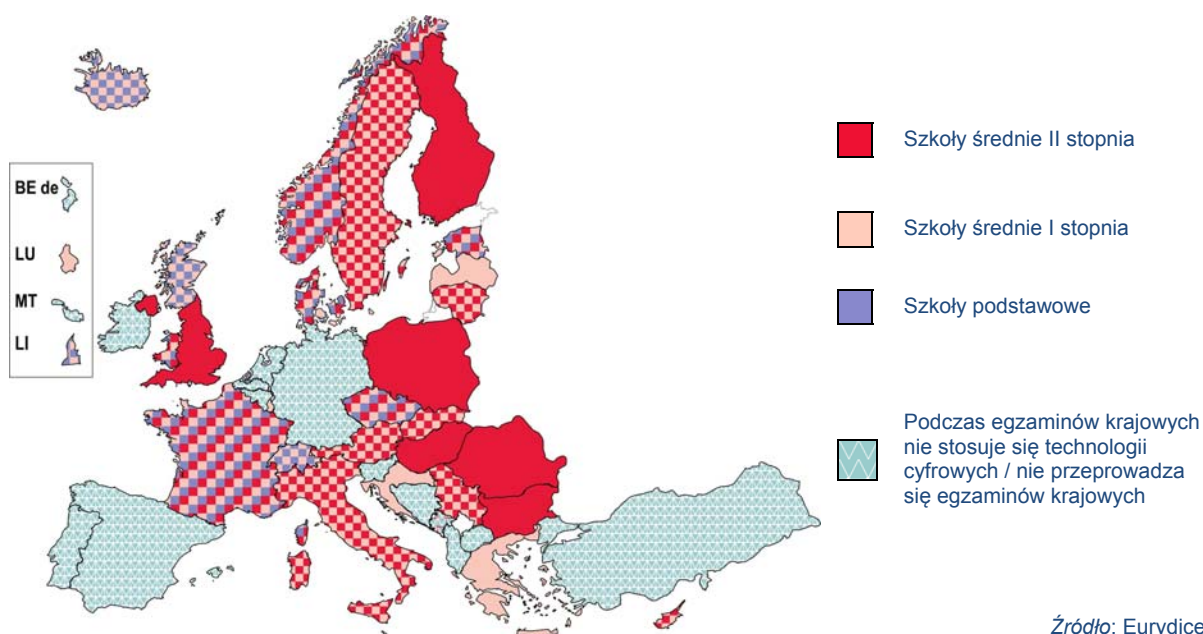 BE de
LU
MT
LI
Szkoły średnie II stopnia
Szkoły średnie I stopnia
Szkoły podstawowe
Podczas egzaminów krajowych
nie stosuje się technologii
cyfrowych / nie przeprowadza
się egzaminów krajowych
Źródło: Eurydice